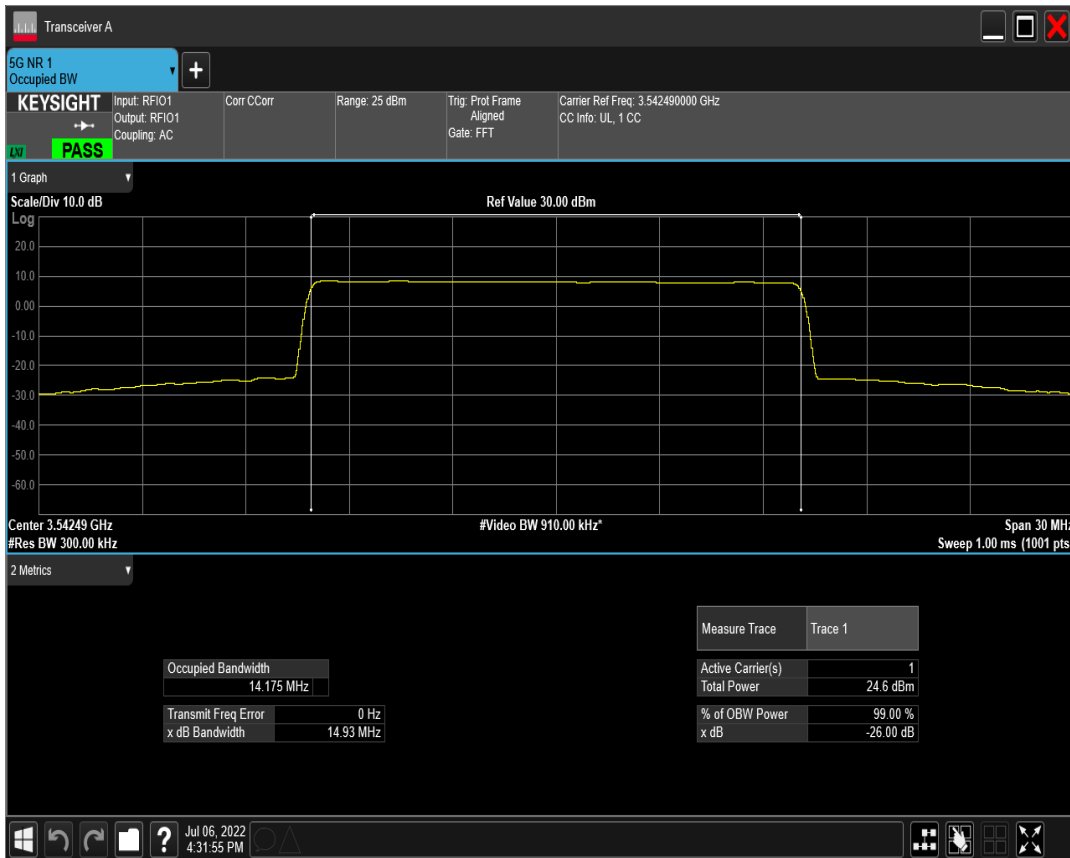 Transceiver A
5G NR 1
Occupied BW
+
KEYSIGHT
LXI
PASS
Input: RFIO1
Output: RFIO1
Coupling: AC
Corr CCorr
Range: 25 dBm
Trig: Prot Frame
Aligned
Gate: FFT
Carrier Ref Freq: 3.542490000 GHz
CC Info: UL, 1 CC
1 Graph
Scale/Div 10.0 dB
Ref Value 30.00 dBm
Log
20.0
10.0
0.00
-10.0
-20.0
-30.0
-40.0
-50.0
-60.0
Center 3.54249 GHz
#Video BW 910.00 kHz*
Span 30 MHz
#Res BW 300.00 kHz
Sweep 1.00 ms (1001 pts
2 Metrics
Measure Trace Trace 1
Occupied Bandwidth
14.175 MHz
Active Carrier(s) 1
Total Power 24.6 dBm
Transmit Freq Error 0 Hz
x dB Bandwidth 14.93 MHz
% of OBW Power 99.00 %
x dB -26.00 dB
?
Jul 06, 2022
4:31:55 PM